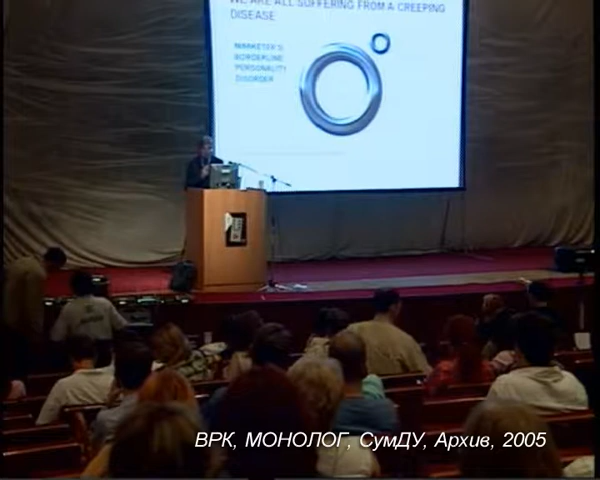 WE ARE ALL SUFFERING FROM A CREEPING
DISEASE
MARKETER'S
BORDERLINE
PERSONALITY
DISORDER
ВРК, МОНОЛОГ, СумДУ, Архив, 2005